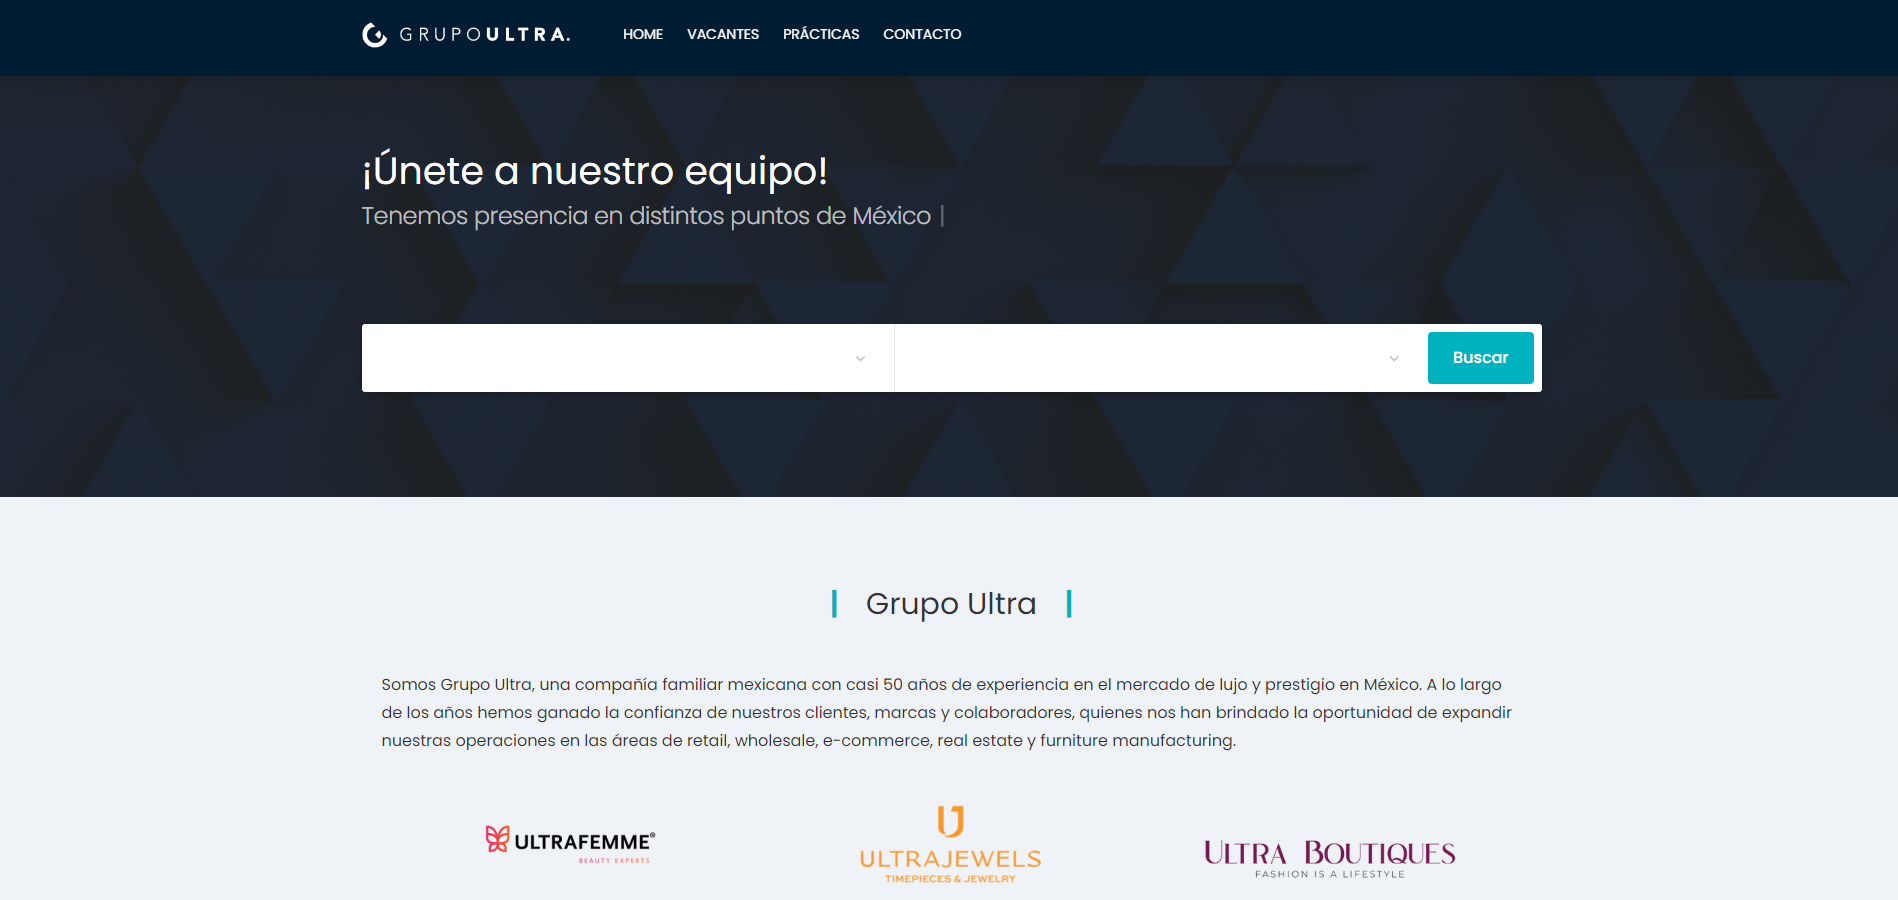 GRUPOULTRA.
HOME VACANTES PRÁCTICAS CONTACTO
¡Únete a nuestro equipo!
Tenemos presencia en distintos puntos de México |
Buscar
Grupo Ultra
Somos Grupo Ultra, una compañía familiar mexicana con casi 50 años de experiencia en el mercado de lujo y prestigio en México. A lo largo
de los años hemos ganado la confianza de nuestros clientes, marcas y colaboradores, quienes nos han brindado la oportunidad de expandir
nuestras operaciones en las áreas de retail, wholesale, e-commerce, real estate y furniture manufacturing.
ULTRAFEMME®
BEAUTY EXPERTS
ULTRAJEWELS
TIMEPIECES & JEWELRY
ULTRA BOUTIQUES
FASHION IS A LIFESTYLE